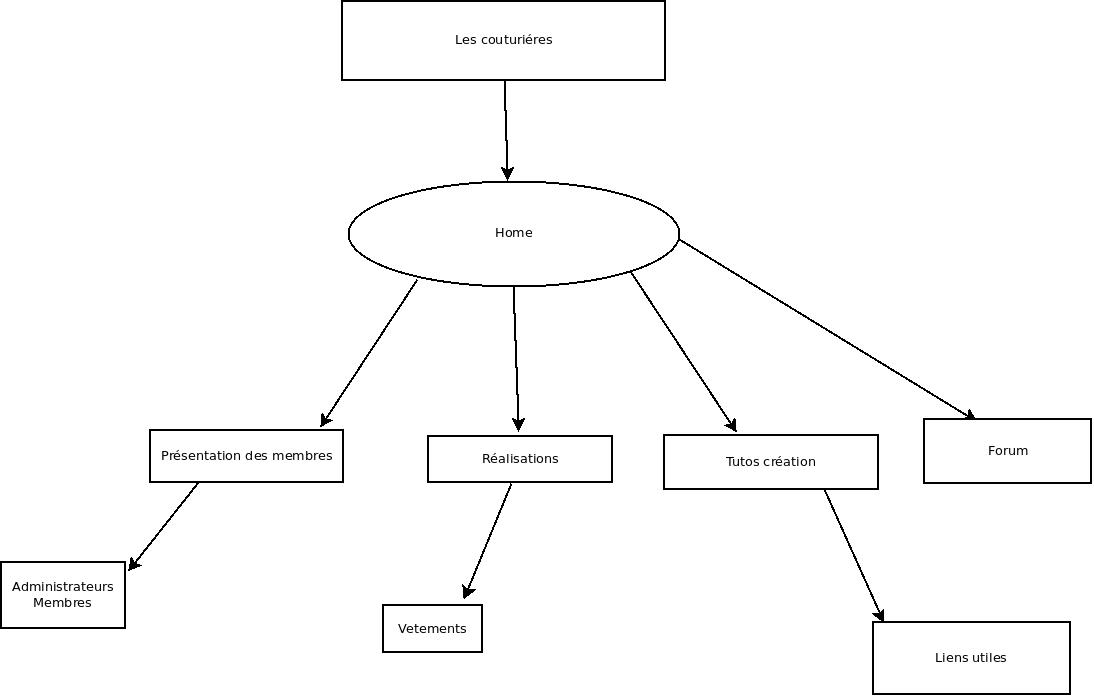 Les couturiéres
Home
Présentation des membres
Réalisations
Tutos création
Forum
Administrateurs
Membres
Vetements
Liens utiles